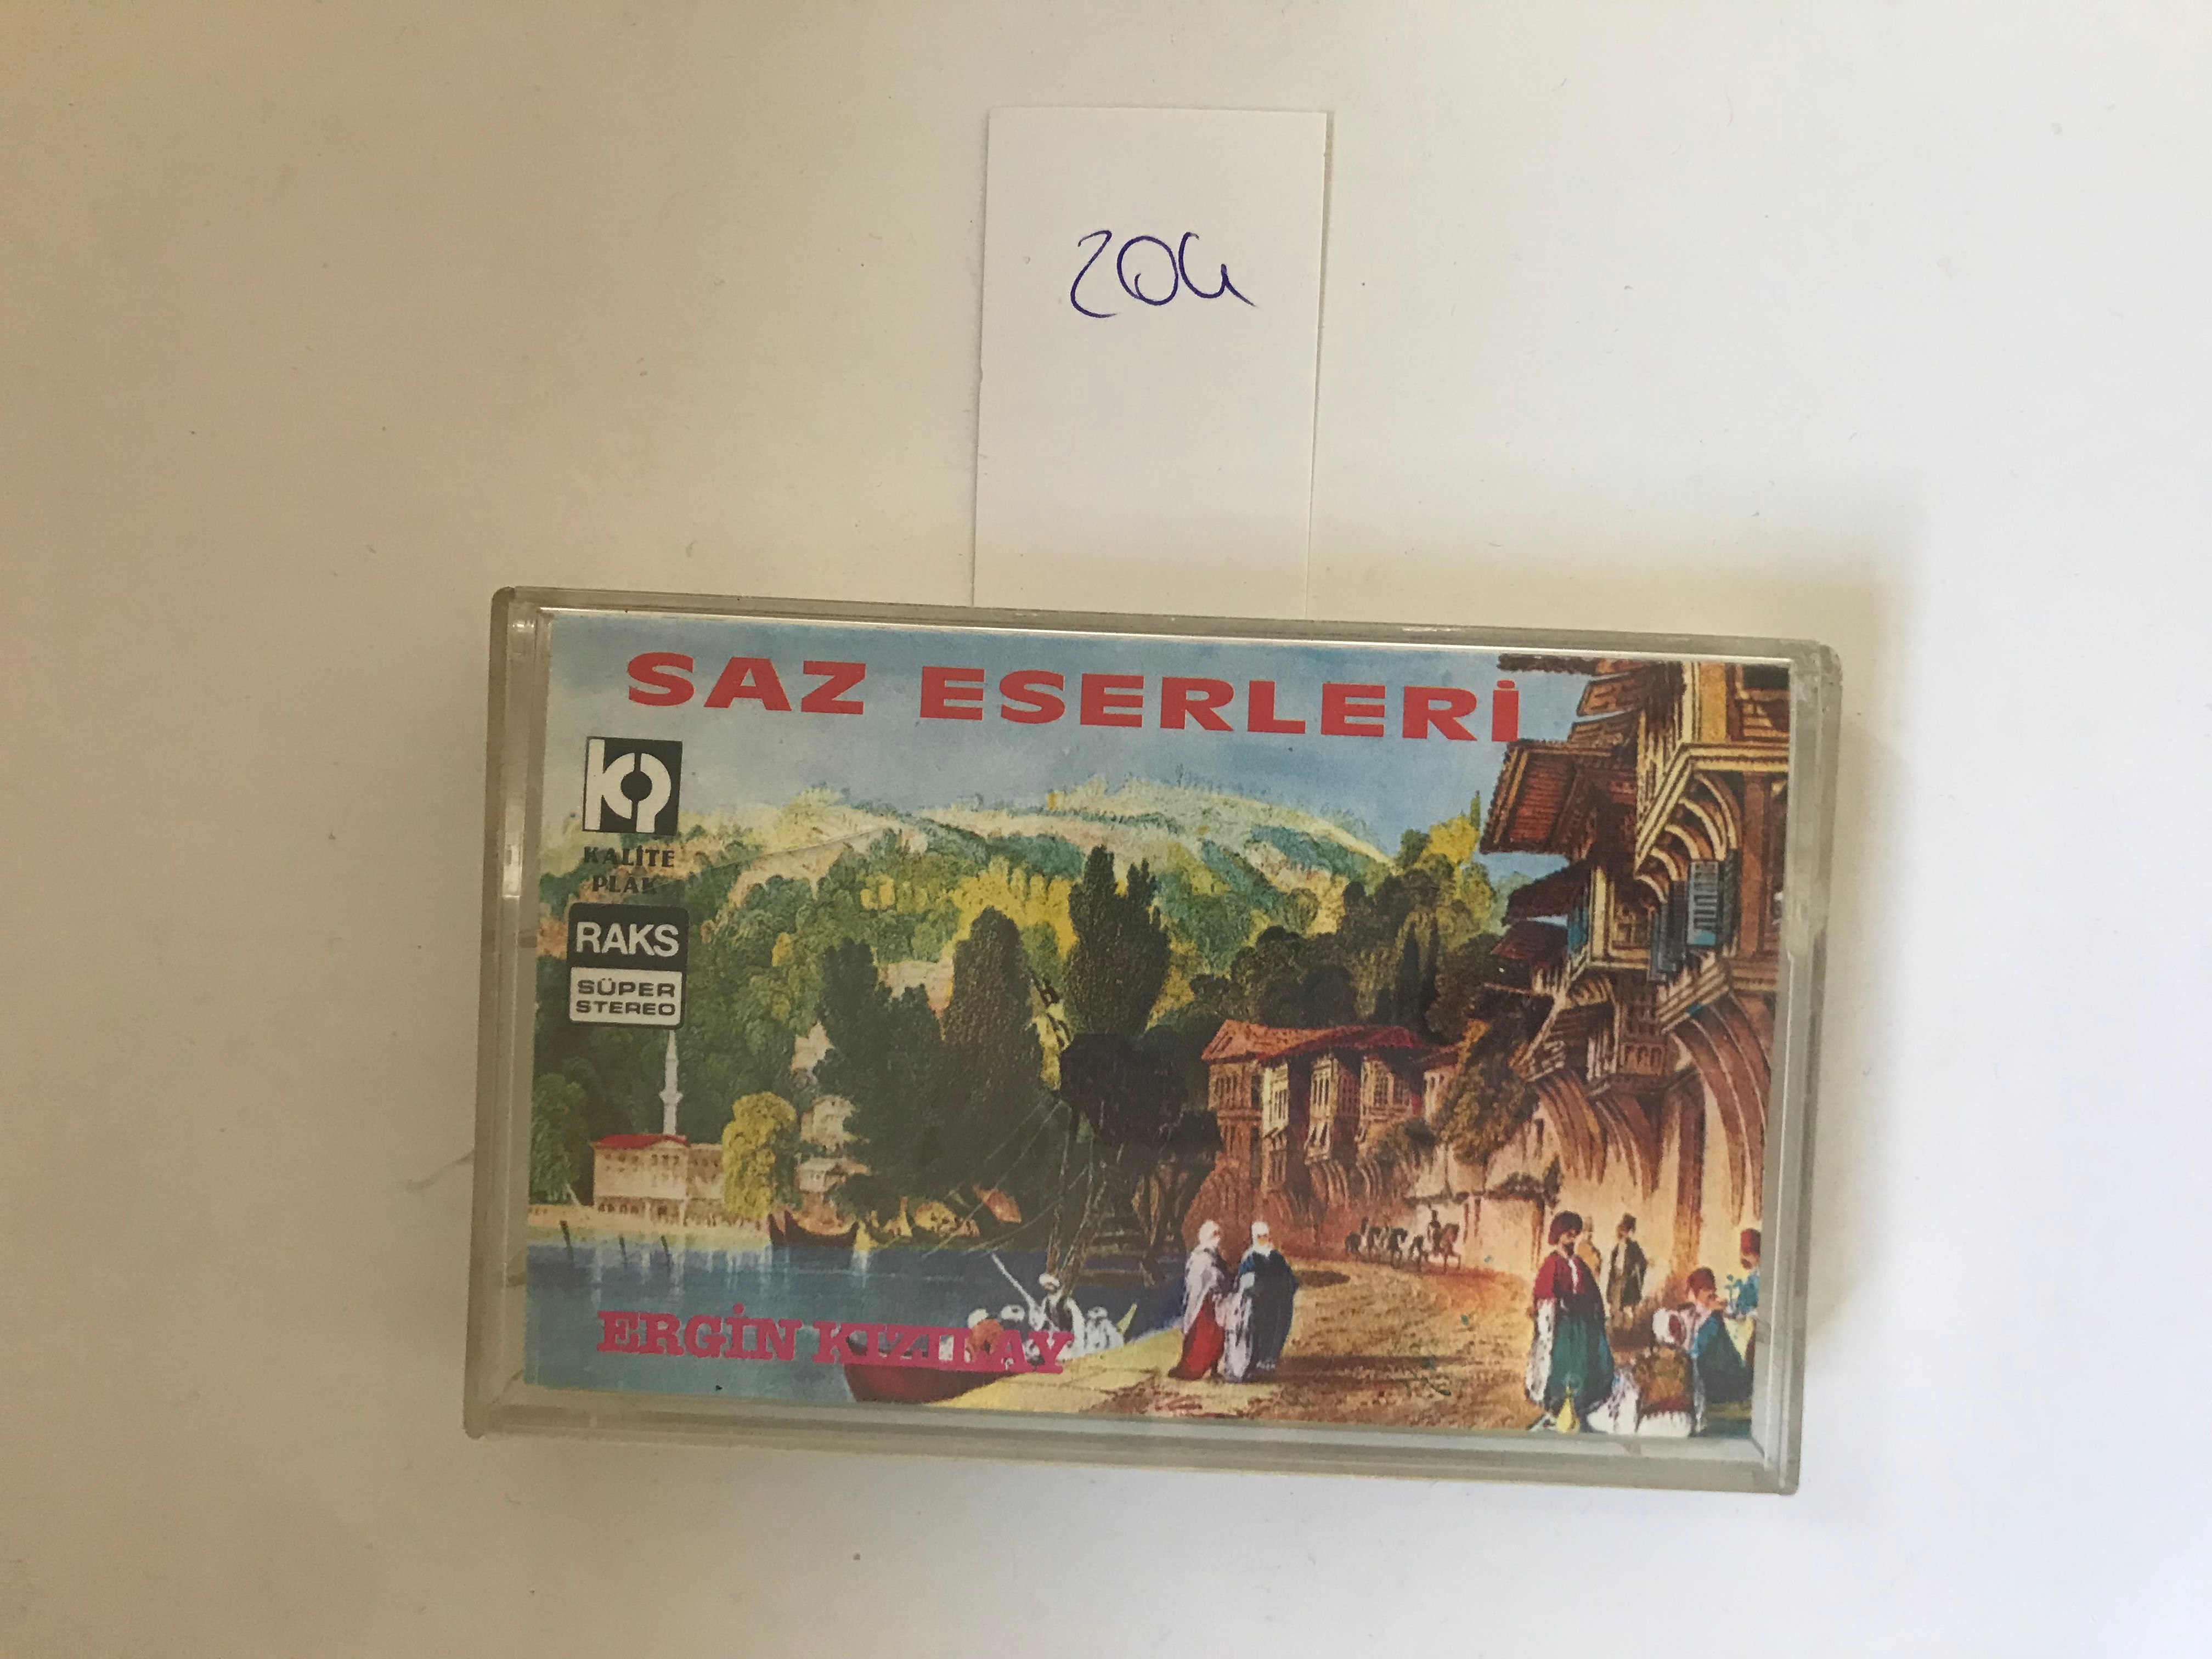 204
SAZ ESERLERİ
KALİTE
PLAK
RAKS
SÜPER
STEREO
ERGİN KIZILAY